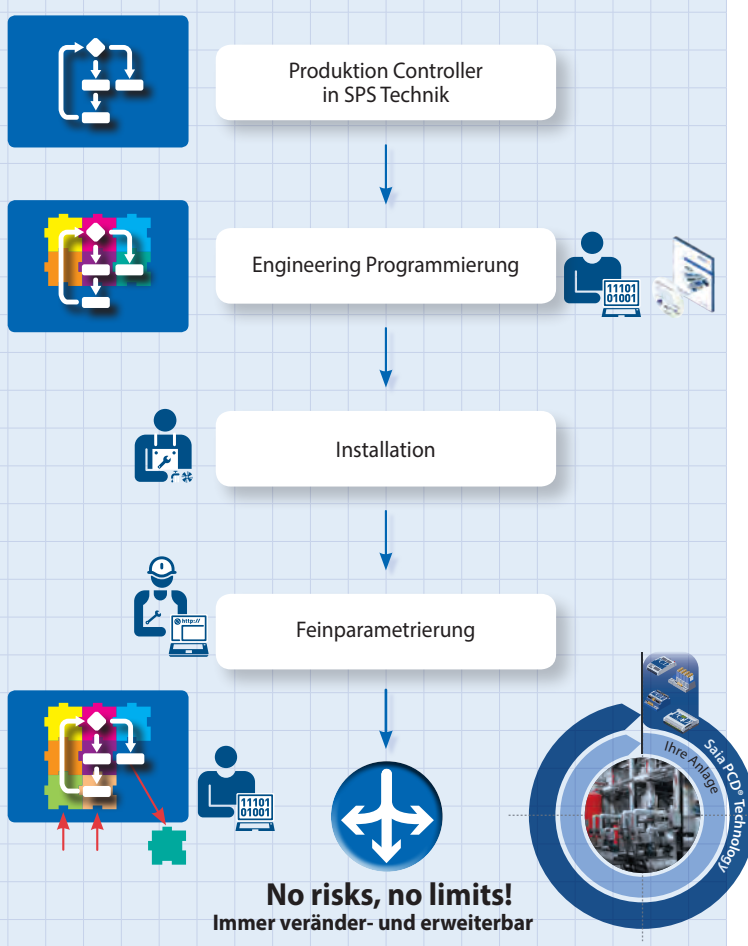 Produktion Controller
in SPS Technik
Engineering Programmierung
11101
01001
Installation
http://
Feinparametrierung
11101
01001
Ihre Anlage
Saia PCD® Technology
No risks, no limits!
Immer veränder- und erweiterbar